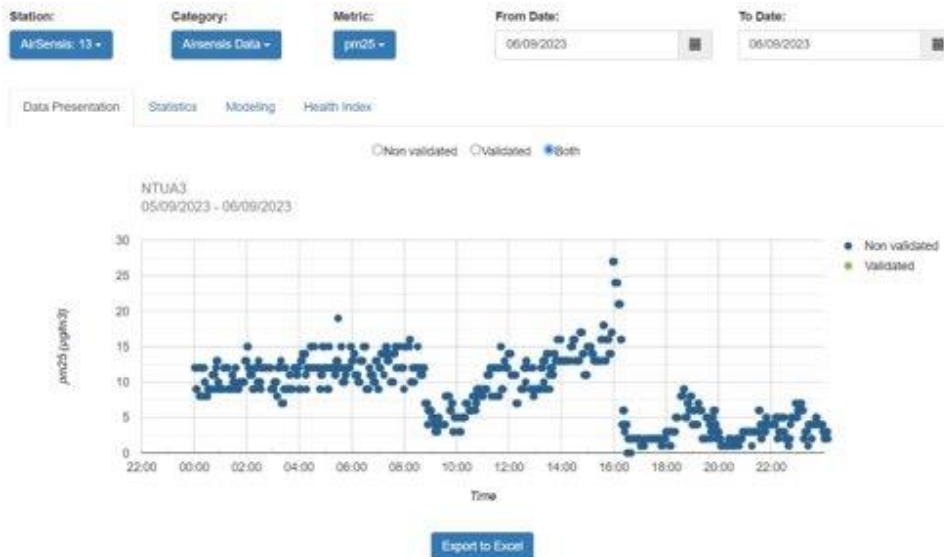 Station: Category: Metric: From Date: To Date:
AirSensis: 13 Airsensis Data pm25 06/09/2023 06/09/2023
Data Presentation Statistics Modeling Health Index
Non validated Validated Both
NTUA3
05/09/2023 - 06/09/2023
30
25
20
15
10
5
0
pm25 (μg/m3)
Non validated
Validated
22:00 00:00 02:00 04:00 06:00 08:00 10:00 12:00 14:00 16:00 18:00 20:00 22:00
Time
Export to Excel